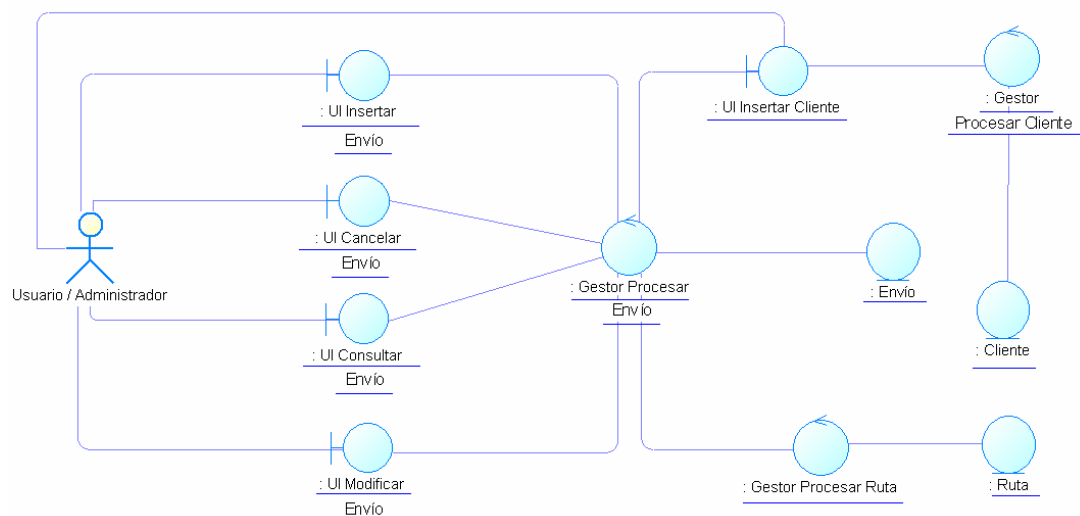 : UI Insertar
Envío
: UI Insertar Cliente
: Gestor
Procesar Cliente
: UI Cancelar
Envío
Usuario / Administrador
: Gestor Procesar
Envío
: Envío
: UI Consultar
Envío
: Cliente
: UI Modificar
Envío
: Gestor Procesar Ruta
: Ruta